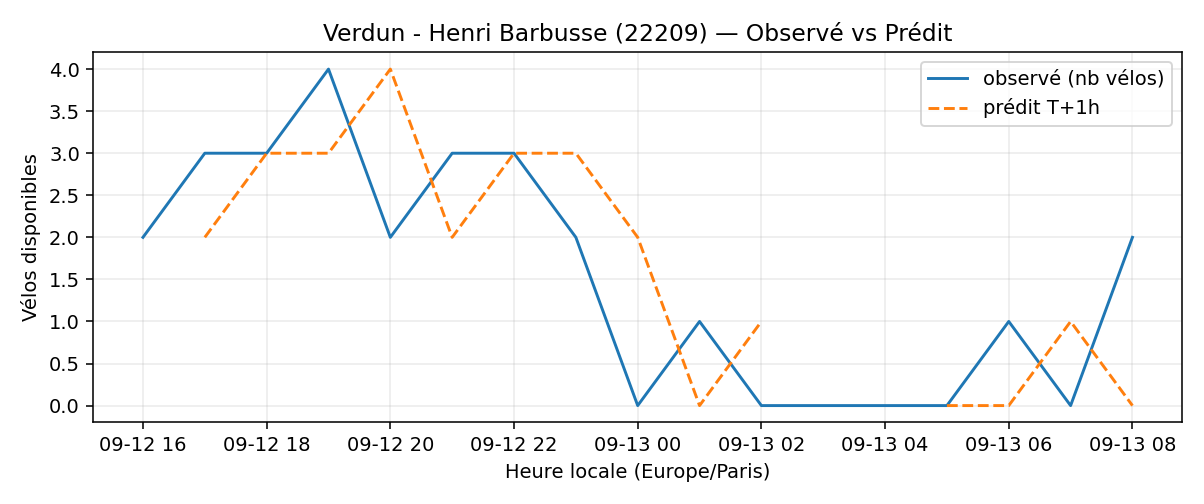 Verdun - Henri Barbusse (22209) — Observé vs Prédit
observé (nb vélos)
prédit T+1h
Vélos disponibles
4.0
3.5
3.0
2.5
2.0
1.5
1.0
0.5
0.0
09-12 16 09-12 18 09-12 20 09-12 22 09-13 00 09-13 02 09-13 04 09-13 06 09-13 08
Heure locale (Europe/Paris)